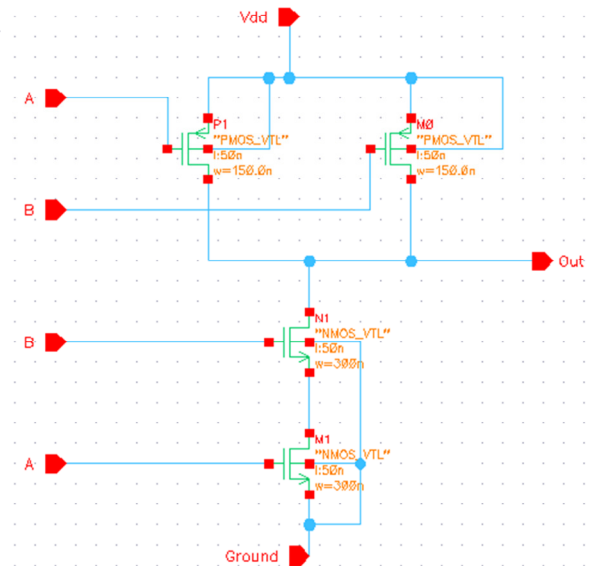 Vdd
A
P1
"PMOS_VTL"
l:50n
w=150.0n
MØ
"PMOS_VTL"
l:50n
w=150.0n
B
Out
B
N1
"NMOS_VTL"
l:50n
w=300n
A
M1
"NMOS_VTL"
l:50n
w=300n
Ground